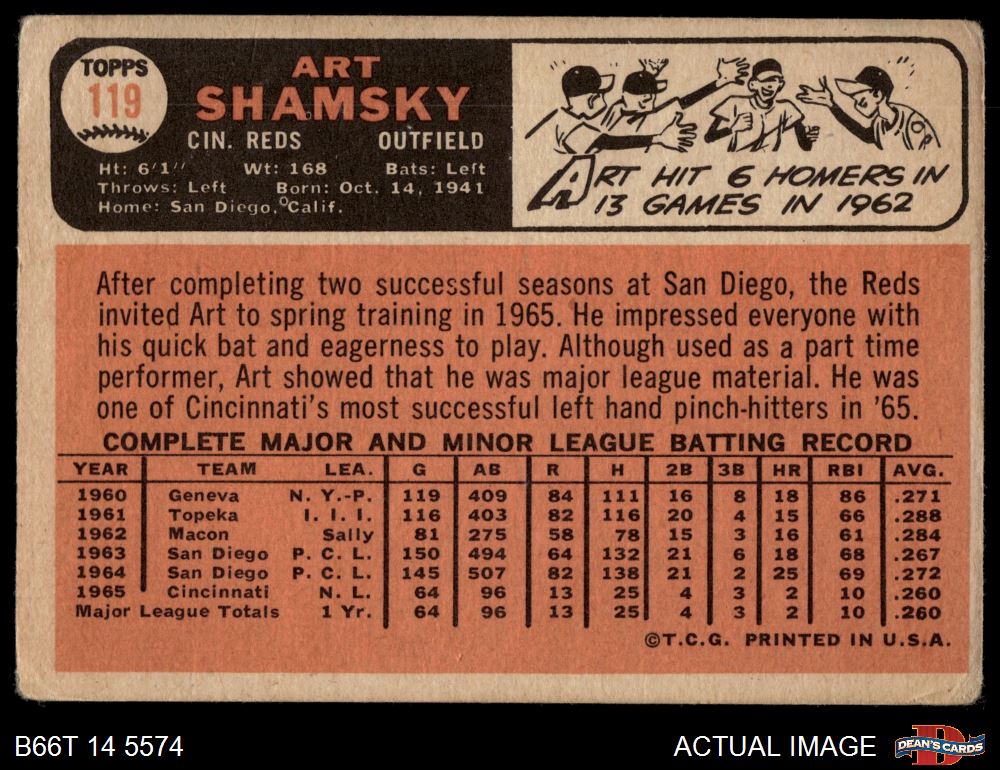 TOPPS
119
ART
SHAMSKY
CIN. REDS OUTFIELD
Ht: 6'1" Wt: 168 Bats: Left
Throws: Left Born: Oct. 14, 1941
Home: San Diego, Calif.
ART HIT 6 HOMERS IN
13 GAMES IN 1962
After completing two successful seasons at San Diego, the Reds
invited Art to spring training in 1965. He impressed everyone with
his quick bat and eagerness to play. Although used as a part time
performer, Art showed that he was major league material. He was
one of Cincinnati's most successful left hand pinch-hitters in '65.
COMPLETE MAJOR AND MINOR LEAGUE BATTING RECORD
YEAR TEAM LEA. G AB R H 2B 3B HR RBI AVG.
1960 Geneva N. Y.-P. 119 409 84 111 16 8 18 86 .271
1961 Topeka I. I. I. 116 403 82 116 20 4 15 66 .288
1962 Macon Sally 81 275 58 78 15 3 16 61 .284
1963 San Diego P. C. L. 150 494 64 132 21 6 18 68 .267
1964 San Diego P. C. L. 145 507 82 138 21 2 25 69 .272
1965 Cincinnati N. L. 64 96 13 25 4 3 2 10 .260
Major League Totals 1 Yr. 64 96 13 25 4 3 2 10 .260
©T.C.G. PRINTED IN U.S.A.
B66T 14 5574 ACTUAL IMAGE DEAN'S CARDS